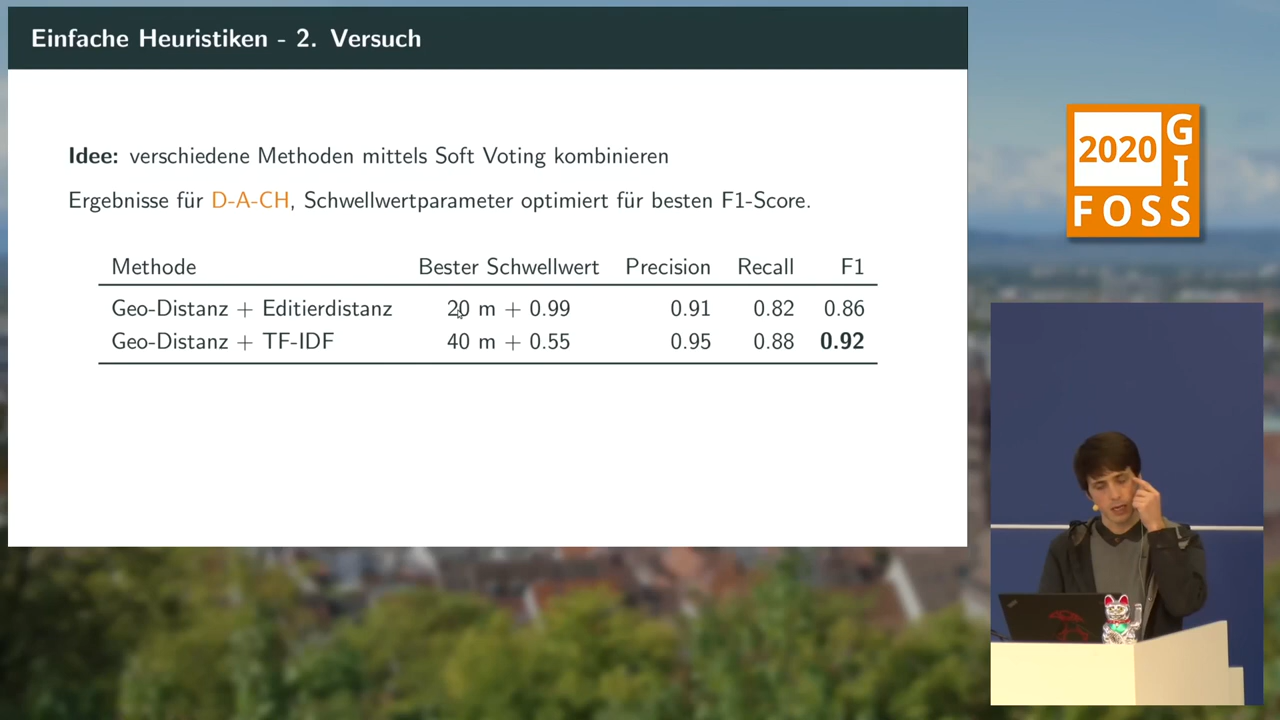 Einfache Heuristiken - 2. Versuch
Idee: verschiedene Methoden mittels Soft Voting kombinieren
Ergebnisse für D-A-CH, Schwellwertparameter optimiert für besten F1-Score.
Methode Bester Schwellwert Precision Recall F1
Geo-Distanz + Editierdistanz 20 m + 0.99 0.91 0.82 0.86
Geo-Distanz + TF-IDF 40 m + 0.55 0.95 0.88 0.92
2020 GI
FOSS